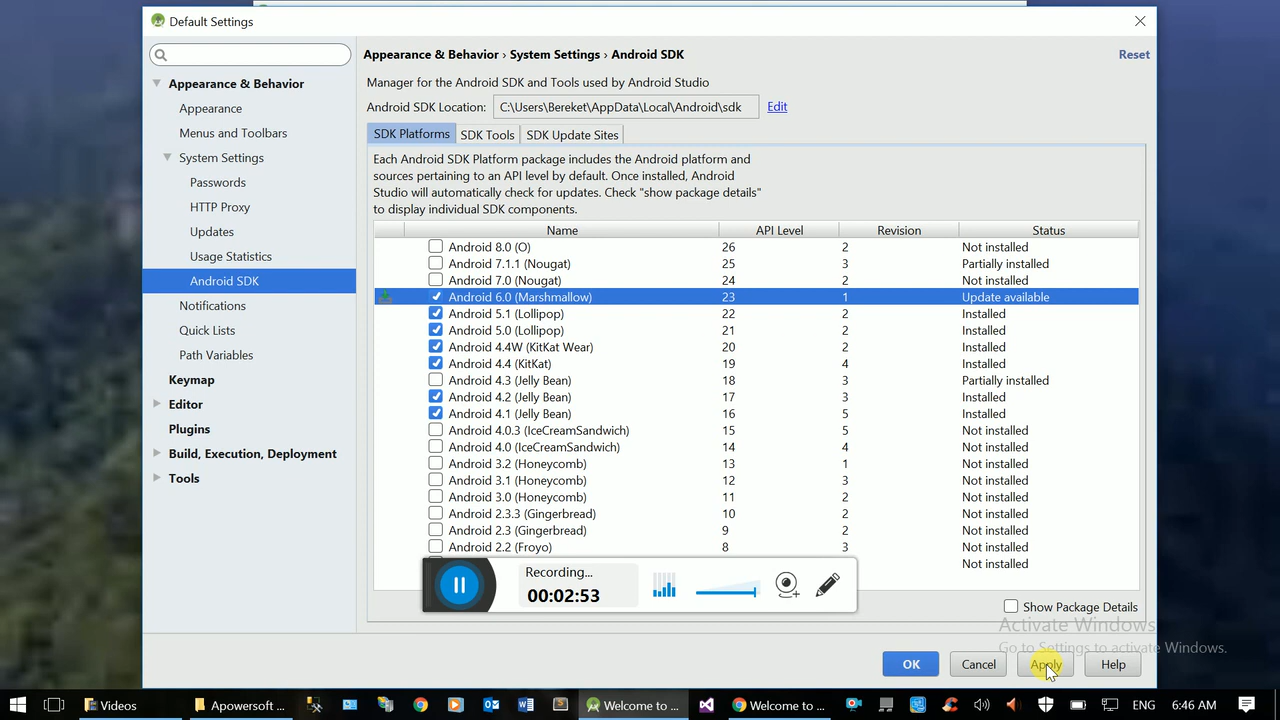 Default Settings
Appearance & Behavior
Appearance
Menus and Toolbars
System Settings
Passwords
HTTP Proxy
Updates
Usage Statistics
Android SDK
Notifications
Quick Lists
Path Variables
Keymap
Editor
Plugins
Build, Execution, Deployment
Tools
Appearance & Behavior › System Settings › Android SDK
Reset
Manager for the Android SDK and Tools used by Android Studio
Android SDK Location: C:\Users\Bereket\AppData\Local\Android\sdk Edit
SDK Platforms SDK Tools SDK Update Sites
Each Android SDK Platform package includes the Android platform and
sources pertaining to an API level by default. Once installed, Android
Studio will automatically check for updates. Check "show package details"
to display individual SDK components.
Name API Level Revision Status
Android 8.0 (O) 26 2 Not installed
Android 7.1.1 (Nougat) 25 3 Partially installed
Android 7.0 (Nougat) 24 2 Not installed
Android 6.0 (Marshmallow) 23 1 Update available
Android 5.1 (Lollipop) 22 2 Installed
Android 5.0 (Lollipop) 21 2 Installed
Android 4.4W (KitKat Wear) 20 2 Installed
Android 4.4 (KitKat) 19 4 Installed
Android 4.3 (Jelly Bean) 18 3 Partially installed
Android 4.2 (Jelly Bean) 17 3 Installed
Android 4.1 (Jelly Bean) 16 5 Installed
Android 4.0.3 (IceCreamSandwich) 15 5 Not installed
Android 4.0 (IceCreamSandwich) 14 4 Not installed
Android 3.2 (Honeycomb) 13 1 Not installed
Android 3.1 (Honeycomb) 12 3 Not installed
Android 3.0 (Honeycomb) 11 2 Not installed
Android 2.3.3 (Gingerbread) 10 2 Not installed
Android 2.3 (Gingerbread) 9 2 Not installed
Android 2.2 (Froyo) 8 3 Not installed
Not installed
Recording...
00:02:53
Show Package Details
Activate Windows
Go to Settings to activate Windows.
OK Cancel Apply Help
Videos
Apowersoft ...
Welcome to ...
Welcome to ...
ENG
6:46 AM